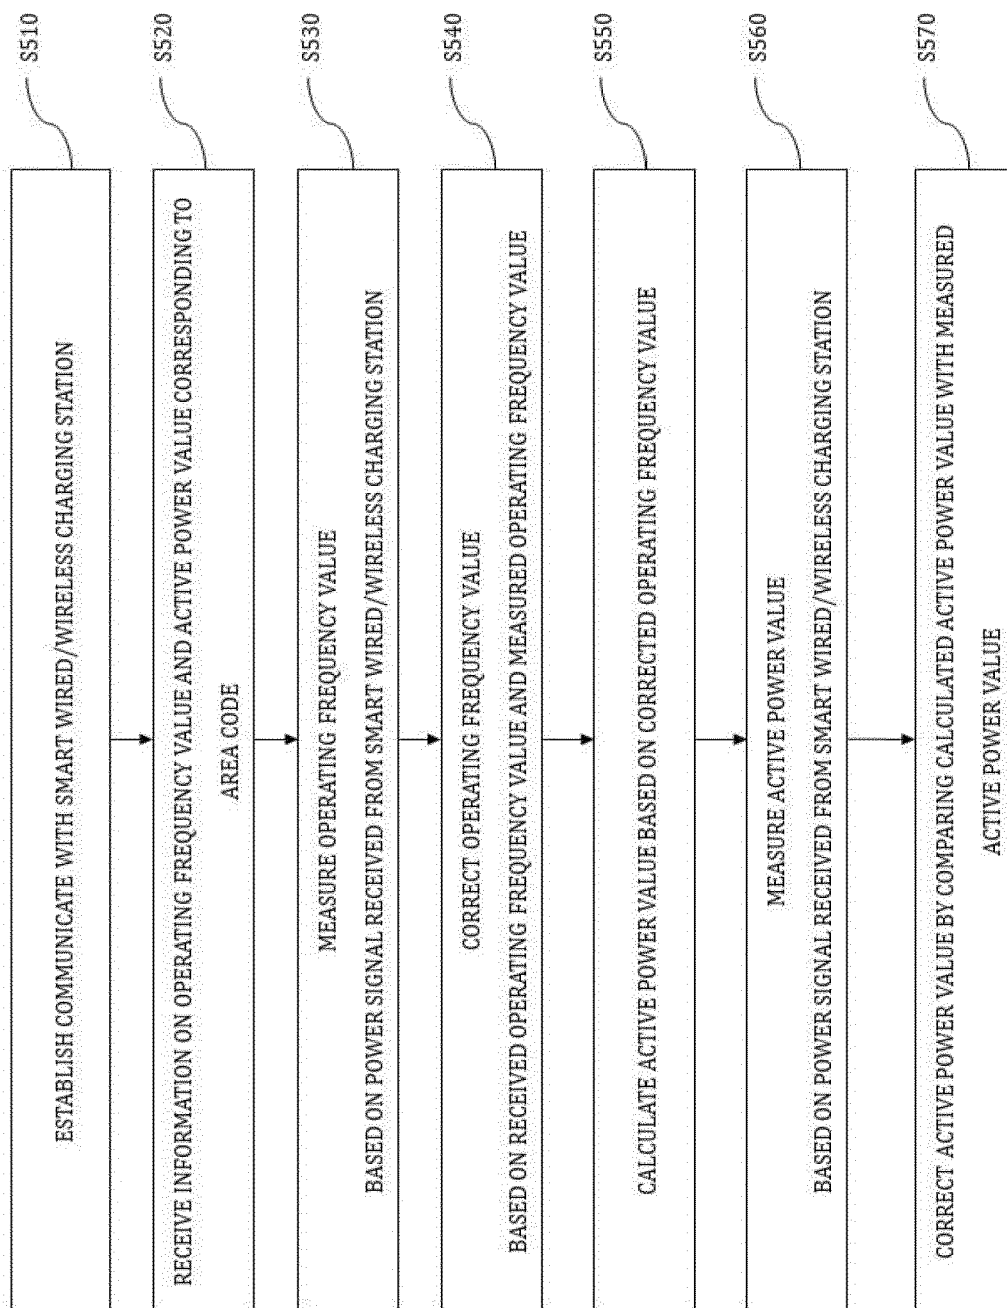 S510
ESTABLISH COMMUNICATE WITH SMART WIRED/WIRELESS CHARGING STATION
S520
RECEIVE INFORMATION ON OPERATING FREQUENCY VALUE AND ACTIVE POWER VALUE CORRESPONDING TO
AREA CODE
S530
MEASURE OPERATING FREQUENCY VALUE
BASED ON POWER SIGNAL RECEIVED FROM SMART WIRED/WIRELESS CHARGING STATION
S540
CORRECT OPERATING FREQUENCY VALUE
BASED ON RECEIVED OPERATING FREQUENCY VALUE AND MEASURED OPERATING FREQUENCY VALUE
S550
CALCULATE ACTIVE POWER VALUE BASED ON CORRECTED OPERATING FREQUENCY VALUE
S560
MEASURE ACTIVE POWER VALUE
BASED ON POWER SIGNAL RECEIVED FROM SMART WIRED/WIRELESS CHARGING STATION
S570
CORRECT ACTIVE POWER VALUE BY COMPARING CALCULATED ACTIVE POWER VALUE WITH MEASURED
ACTIVE POWER VALUE